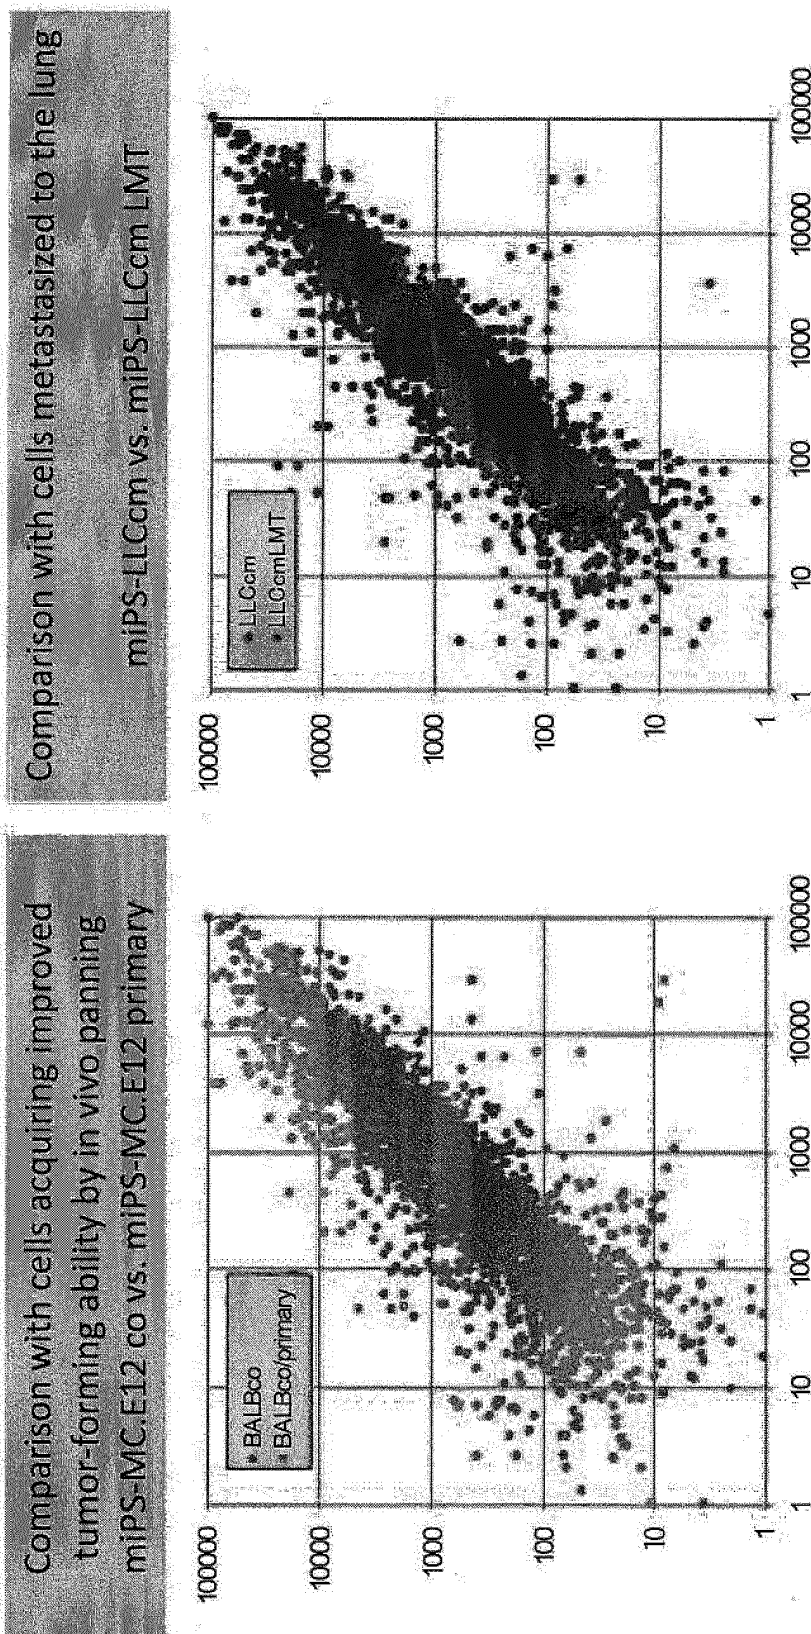 Comparison with cells acquiring improved
tumor-forming ability by in vivo panning
miPS-MC.E12 co vs. miPS-MC.E12 primary
100000
10000
1000
100
10
1
BALBco
BALBco/primary
1
10
100
1000
10000
100000
Comparison with cells metastasized to the lung
miPS-LLCcm vs. miPS-LLCcm LMT
100000
10000
1000
100
10
1
LLCcm
LLCcmLMT
1
10
100
1000
10000
100000